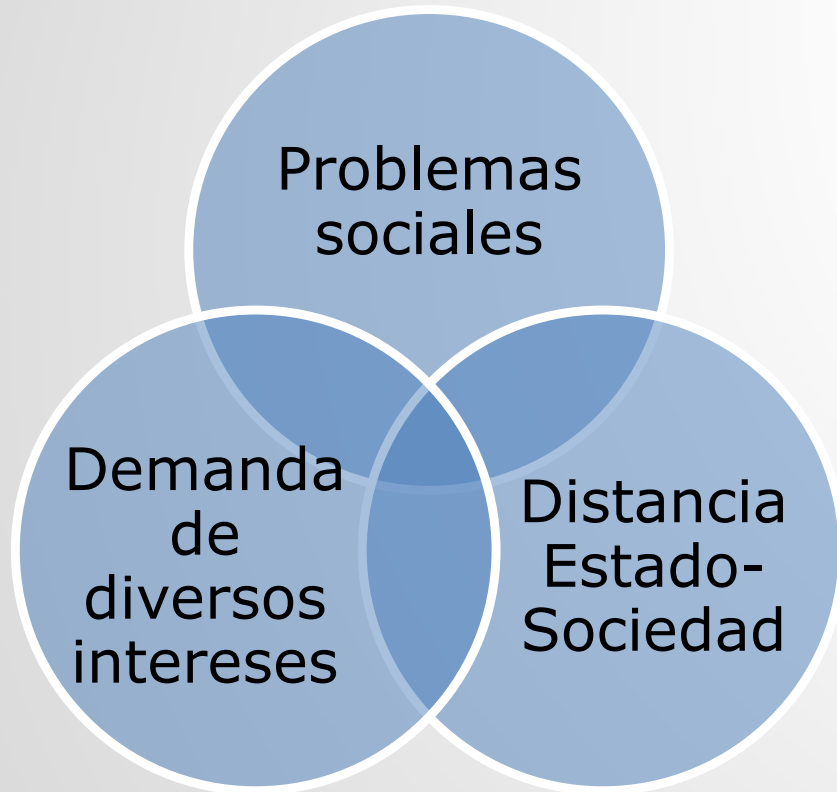 Problemas
sociales
Demanda
de
diversos
intereses
Distancia
Estado-
Sociedad